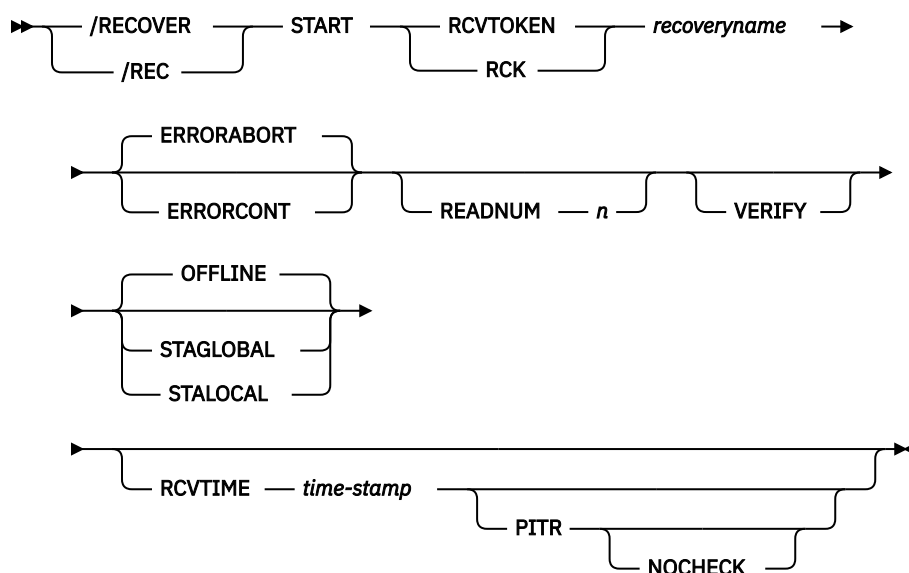 /RECOVER START RCVTOKEN recoveryname
/REC RCK
ERRORABORT
ERRORCONT READNUM n VERIFY
OFFLINE
STAGLOBAL
STALOCAL
RCVTIME time-stamp
PITR
NOCHECK